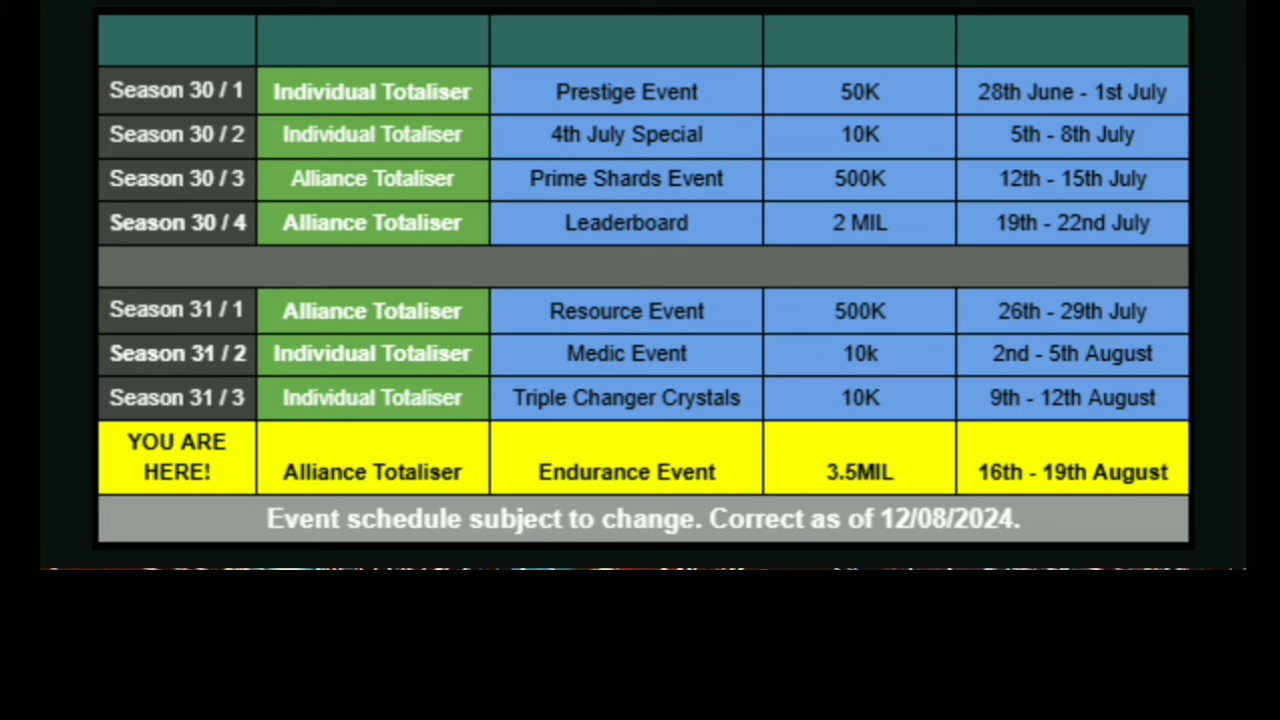 Season 30 / 1 Individual Totaliser Prestige Event 50K 28th June - 1st July
Season 30 / 2 Individual Totaliser 4th July Special 10K 5th - 8th July
Season 30 / 3 Alliance Totaliser Prime Shards Event 500K 12th - 15th July
Season 30 / 4 Alliance Totaliser Leaderboard 2 MIL 19th - 22nd July
Season 31 / 1 Alliance Totaliser Resource Event 500K 26th - 29th July
Season 31 / 2 Individual Totaliser Medic Event 10k 2nd - 5th August
Season 31 / 3 Individual Totaliser Triple Changer Crystals 10K 9th - 12th August
YOU ARE
HERE! Alliance Totaliser Endurance Event 3.5MIL 16th - 19th August
Event schedule subject to change. Correct as of 12/08/2024.